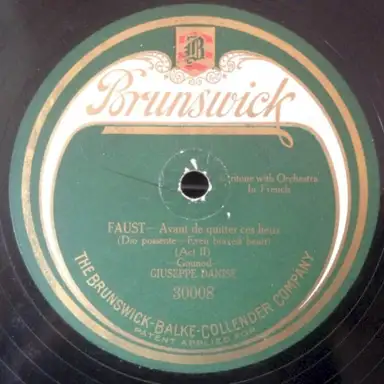 B
Brunswick
Baritone with Orchestra
In French
FAUST - Avant de quitter ces lieux
(Dio possente - Even bravest heart)
(Act II)
Gounod
GIUSEPPE DANISE
30008
THE BRUNSWICK-BALKE-COLLENDER COMPANY
PATENT APPLIED FOR